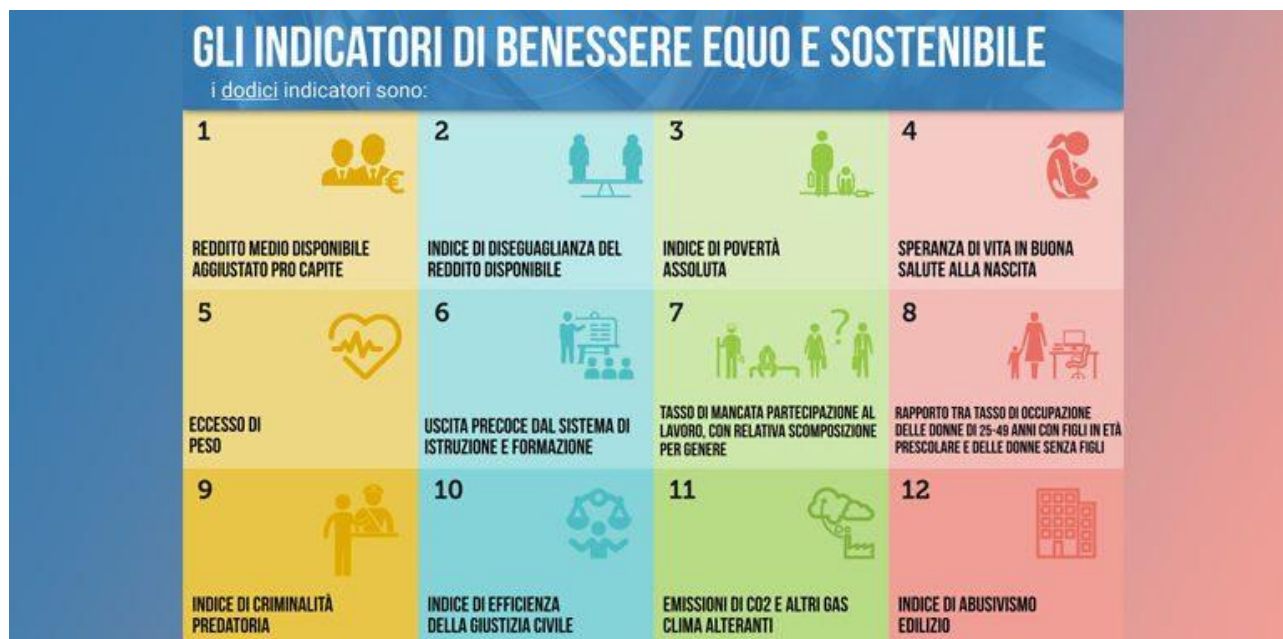 GLI INDICATORI DI BENESSERE EQUO E SOSTENIBILE
i dodici indicatori sono:
1
REDDITO MEDIO DISPONIBILE
AGGIUSTATO PRO CAPITE
2
INDICE DI DISEGUAGLIANZA DEL
REDDITO DISPONIBILE
3
INDICE DI POVERTÀ
ASSOLUTA
4
SPERANZA DI VITA IN BUONA
SALUTE ALLA NASCITA
5
ECCESSO DI
PESO
6
USCITA PRECOCE DAL SISTEMA DI
ISTRUZIONE E FORMAZIONE
7
TASSO DI MANCATA PARTECIPAZIONE AL
LAVORO, CON RELATIVA SCOMPOSIZIONE
PER GENERE
8
RAPPORTO TRA TASSO DI OCCUPAZIONE
DELLE DONNE DI 25-49 ANNI CON FIGLI IN ETÀ
PRESCOLARE E DELLE DONNE SENZA FIGLI
9
INDICE DI CRIMINALITÀ
PREDATORIA
10
INDICE DI EFFICIENZA
DELLA GIUSTIZIA CIVILE
11
EMISSIONI DI CO2 E ALTRI GAS
CLIMA ALTERANTI
12
INDICE DI ABUSIVISMO
EDILIZIO